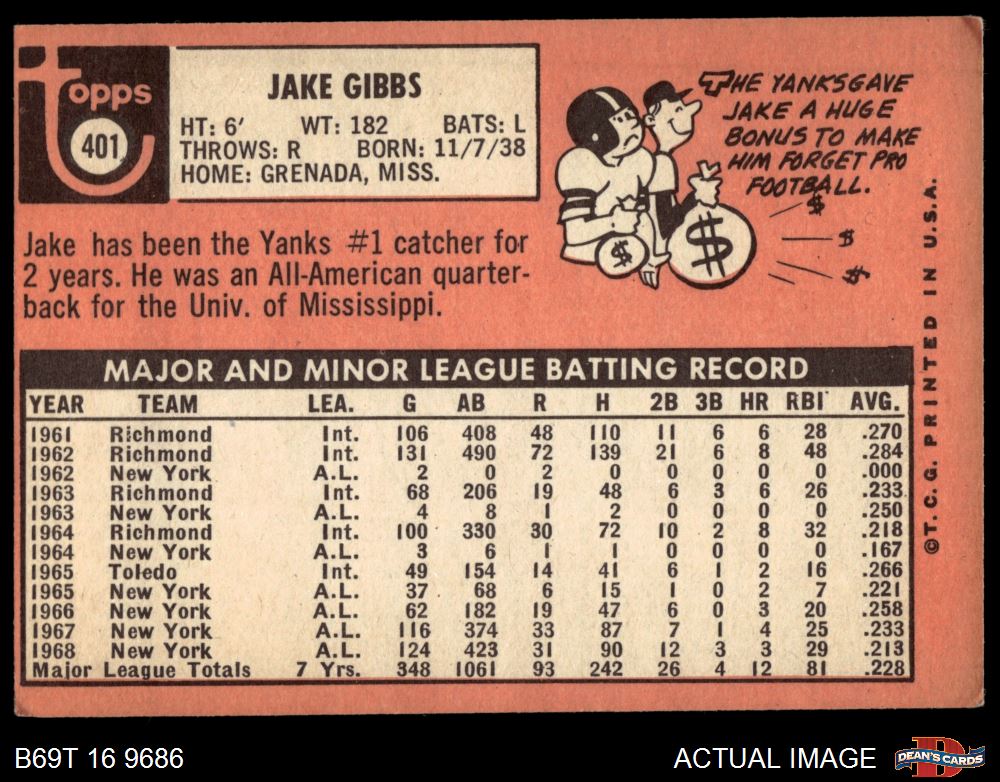 Topps
401
JAKE GIBBS
HT: 6' WT: 182 BATS: L
THROWS: R BORN: 11/7/38
HOME: GRENADA, MISS.
THE YANKS GAVE
JAKE A HUGE
BONUS TO MAKE
HIM FORGET PRO
FOOTBALL.
$ $ $ $ $
Jake has been the Yanks #1 catcher for
2 years. He was an All-American quarter-
back for the Univ. of Mississippi.
MAJOR AND MINOR LEAGUE BATTING RECORD
YEAR TEAM LEA. G AB R H 2B 3B HR RBI AVG.
1961 Richmond Int. 106 408 48 110 11 6 6 28 .270
1962 Richmond Int. 131 490 72 139 21 6 8 48 .284
1962 New York A.L. 2 0 2 0 0 0 0 0 .000
1963 Richmond Int. 68 206 19 48 6 3 6 26 .233
1963 New York A.L. 4 8 1 2 0 0 0 0 .250
1964 Richmond Int. 100 330 30 72 10 2 8 32 .218
1964 New York A.L. 3 6 1 1 0 0 0 0 .167
1965 Toledo Int. 49 154 14 41 6 1 2 16 .266
1965 New York A.L. 37 68 6 15 1 0 2 7 .221
1966 New York A.L. 62 182 19 47 6 0 3 20 .258
1967 New York A.L. 116 374 33 87 7 1 4 25 .233
1968 New York A.L. 124 423 31 90 12 3 3 29 .213
Major League Totals 7 Yrs. 348 1061 93 242 26 4 12 81 .228
©T.C.G. PRINTED IN U.S.A.
B69T 16 9686
ACTUAL IMAGE
D
DEAN'S CARDS